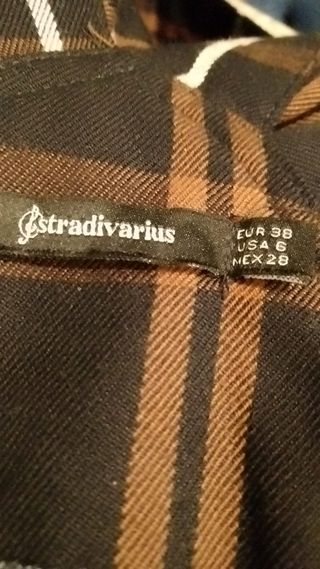 stradivarius
EUR 38
USA 6
MEX 28